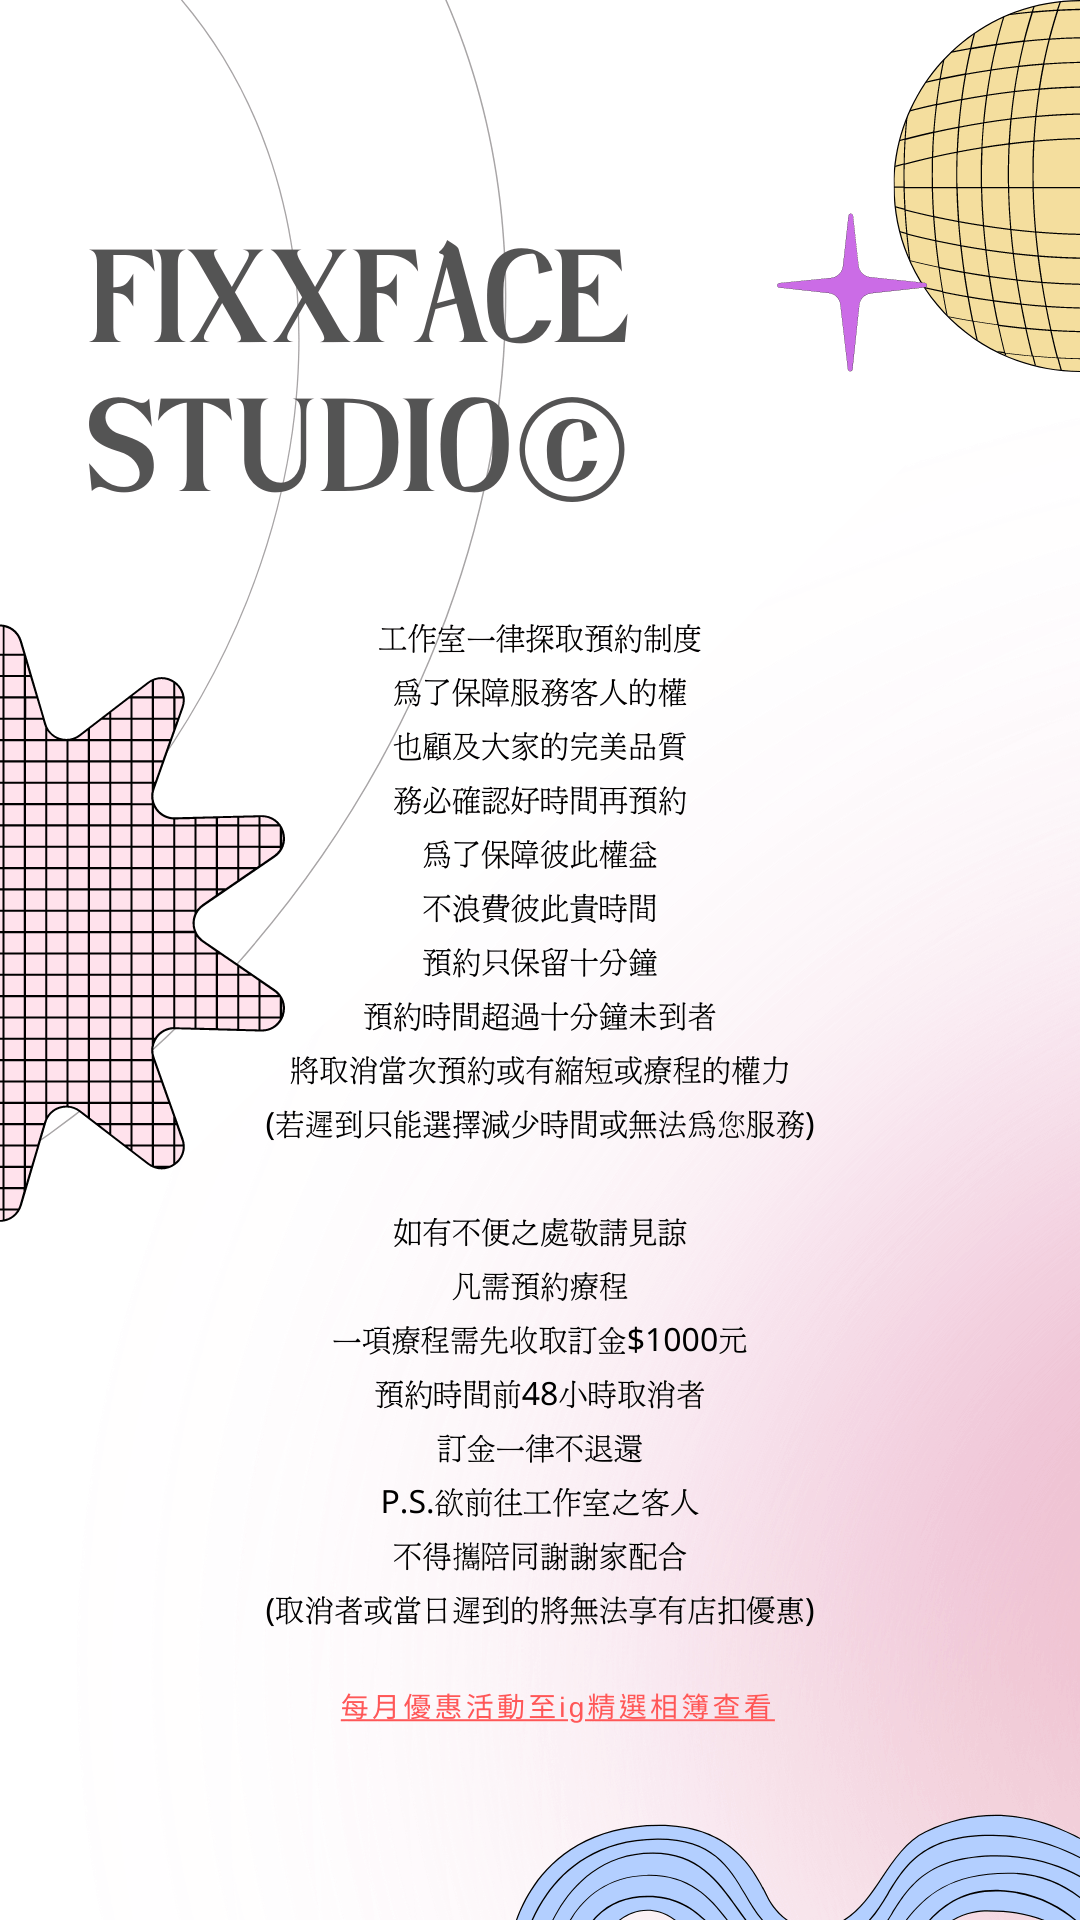 FIXXFACE
STUDIO©
工作室一律探取預約制度
爲了保障服務客人的權
也顧及大家的完美品質
務必確認好時間再預約
爲了保障彼此權益
不浪費彼此貴時間
預約只保留十分鐘
預約時間超過十分鐘未到者
將取消當次預約或有縮短或療程的權力
(若遲到只能選擇減少時間或無法爲您服務)
如有不便之處敬請見諒
凡需預約療程
一項療程需先收取訂金$1000元
預約時間前48小時取消者
訂金一律不退還
P.S.欲前往工作室之客人
不得攜陪同謝謝家配合
(取消者或當日遲到的將無法享有店扣優惠)
每月優惠活動至ig精選相簿查看